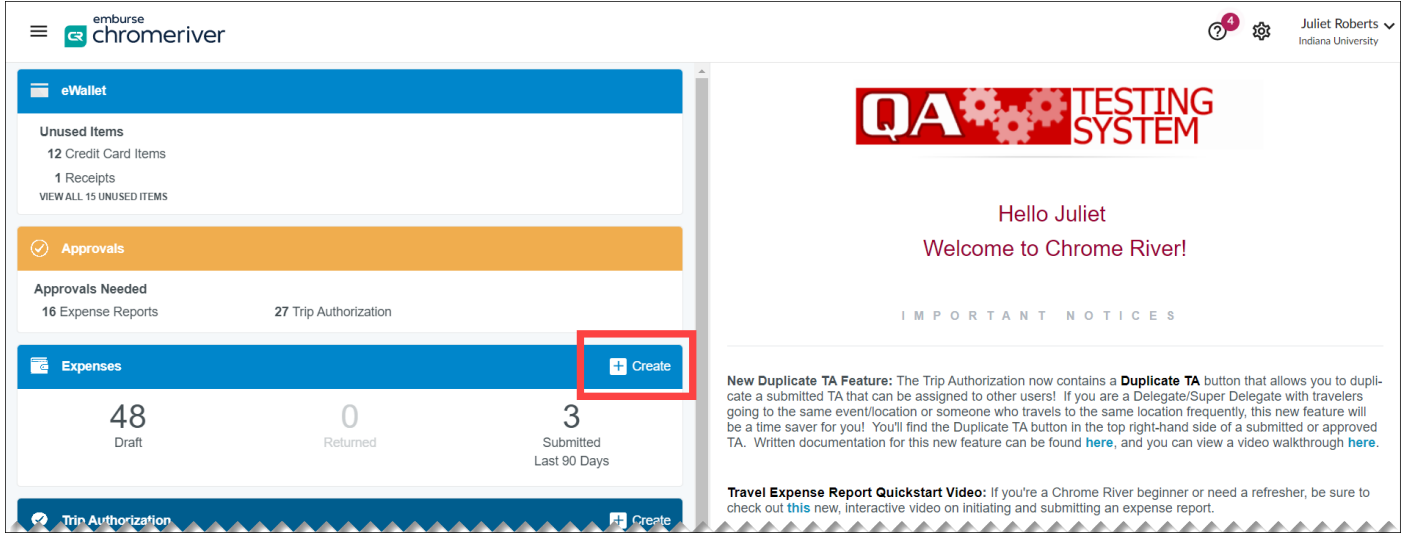 emburse
chromeriver
4
Juliet Roberts
Indiana University
eWallet
Unused Items
12 Credit Card Items
1 Receipts
VIEW ALL 15 UNUSED ITEMS
Approvals
Approvals Needed
16 Expense Reports 27 Trip Authorization
Expenses Create
48 0 3
Draft Returned Submitted
Last 90 Days
Trip Authorization Create
QA TESTING
SYSTEM
Hello Juliet
Welcome to Chrome River!
IMPORTANT NOTICES
New Duplicate TA Feature: The Trip Authorization now contains a Duplicate TA button that allows you to dupli-
cate a submitted TA that can be assigned to other users! If you are a Delegate/Super Delegate with travelers
going to the same event/location or someone who travels to the same location frequently, this new feature will
be a time saver for you! You'll find the Duplicate TA button in the top right-hand side of a submitted or approved
TA. Written documentation for this new feature can be found here, and you can view a video walkthrough here.
Travel Expense Report Quickstart Video: If you're a Chrome River beginner or need a refresher, be sure to
check out this new, interactive video on initiating and submitting an expense report.